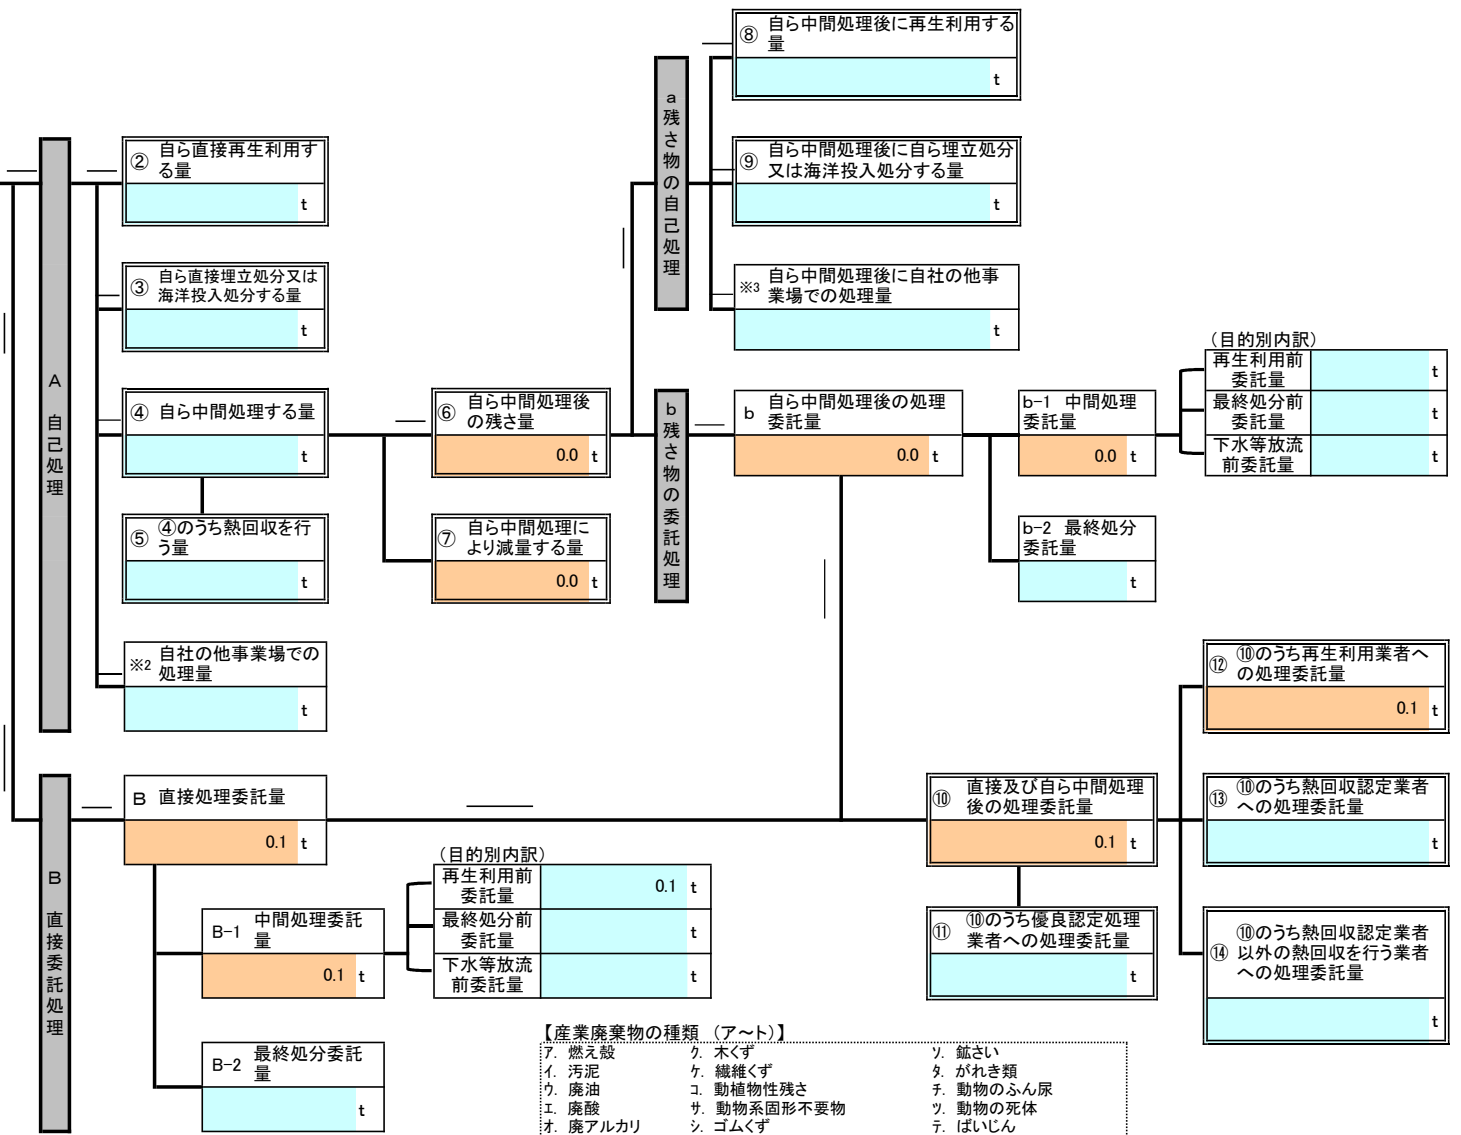 ⑧ 自ら中間処理後に再生利用する
量
t
a 残さ物の自己処理
② 自ら直接再生利用す
る量
t
⑨ 自ら中間処理後に自ら埋立処分
又は海洋投入処分する量
t
③ 自ら直接埋立処分又は
海洋投入処分する量
t
※3 自ら中間処理後に自社の他事
業場での処理量
t
A 自己処理
④ 自ら中間処理する量
t
⑥ 自ら中間処理後
の残さ量
0.0 t
b 残さ物の委託処理
b 自ら中間処理後の処理
委託量
0.0 t
b-1 中間処理
委託量
0.0 t
（目的別内訳）
再生利用前
委託量
t
最終処分前
委託量
t
下水等放流
前委託量
t
⑤ ④のうち熱回収を行
う量
t
⑦ 自ら中間処理に
より減量する量
0.0 t
b-2 最終処分
委託量
t
※2 自社の他事業場での
処理量
t
⑫ ⑩のうち再生利用業者へ
の処理委託量
0.1 t
B 直接委託処理
B 直接処理委託量
0.1 t
⑩ 直接及び自ら中間処理
後の処理委託量
0.1 t
⑬ ⑩のうち熱回収認定業者
への処理委託量
t
B-1 中間処理委託
量
0.1 t
（目的別内訳）
再生利用前
委託量
0.1 t
最終処分前
委託量
t
下水等放流
前委託量
t
⑪ ⑩のうち優良認定処理
業者への処理委託量
t
⑭ ⑩のうち熱回収認定業者
以外の熱回収を行う業者
への処理委託量
t
B-2 最終処分委託
量
t
【産業廃棄物の種類 （ア～ト）】
ア. 燃え殻 ク. 木くず ソ. 鉱さい
イ. 汚泥 ケ. 繊維くず タ. がれき類
ウ. 廃油 コ. 動植物性残さ チ. 動物のふん尿
エ. 廃酸 サ. 動物系固形不要物 ツ. 動物の死体
オ. 廃アルカリ シ. ゴムくず テ. ばいじん